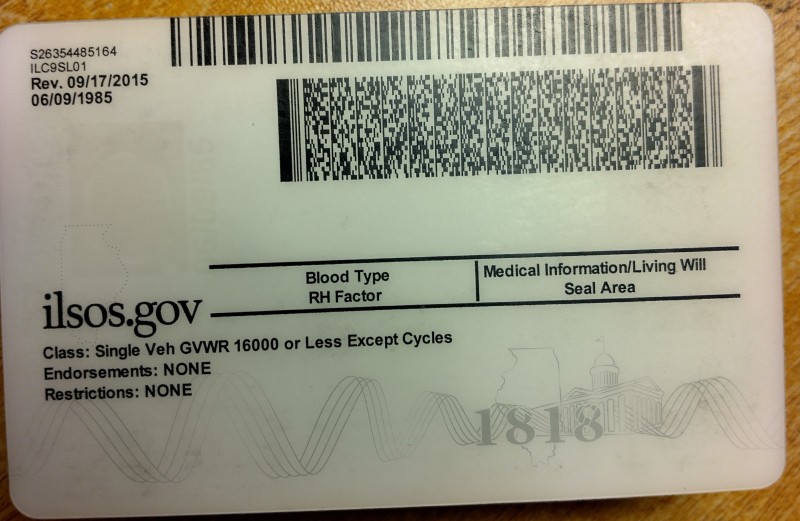 S26354485164
ILC9SL01
Rev. 09/17/2015
06/09/1985
Blood Type
RH Factor
Medical Information/Living Will
Seal Area
ilsos.gov
Class: Single Veh GVWR 16000 or Less Except Cycles
Endorsements: NONE
Restrictions: NONE
1818